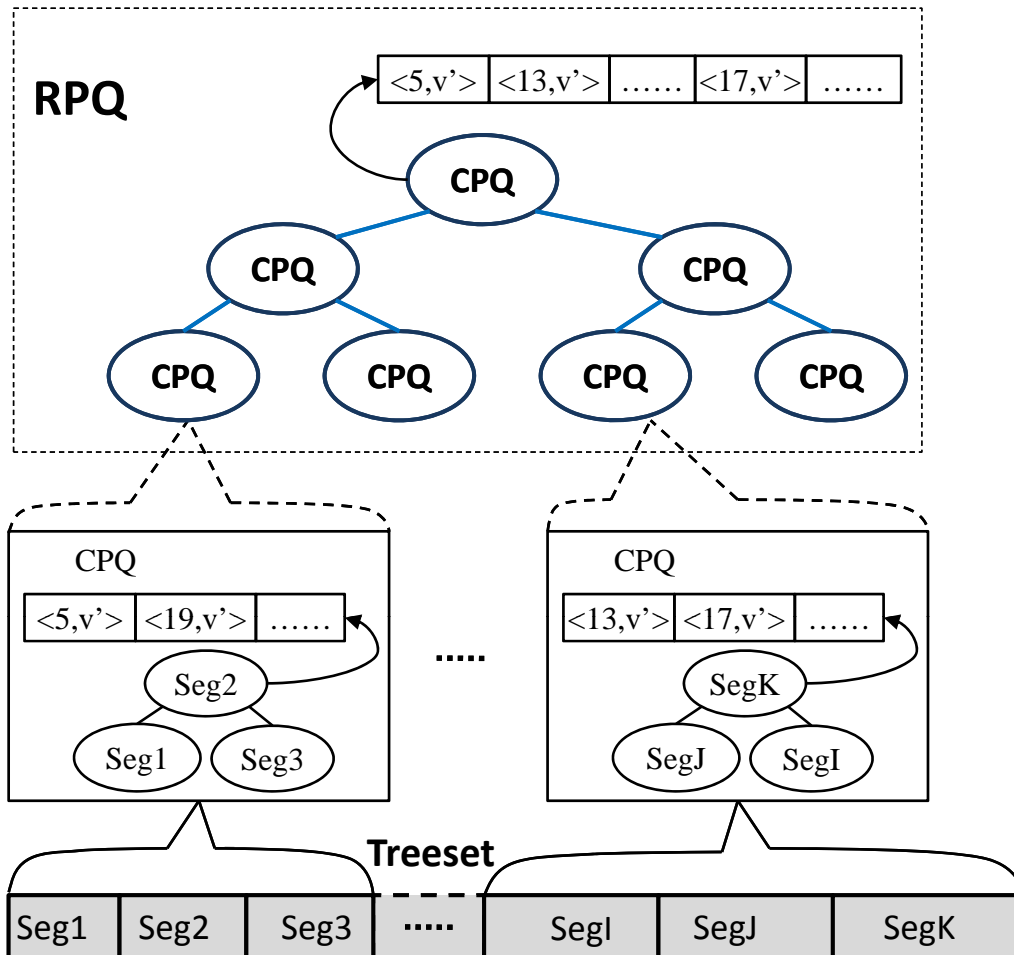 <5,v’> <13,v’> …… <17,v’> ……
RPQ
CPQ
CPQ CPQ
CPQ CPQ CPQ CPQ
CPQ
<5,v’> <19,v’> ……
Seg2
Seg1 Seg3
.....
CPQ
<13,v’> <17,v’> ……
SegK
SegJ SegI
Treeset
Seg1 Seg2 Seg3 ..... SegI SegJ SegK